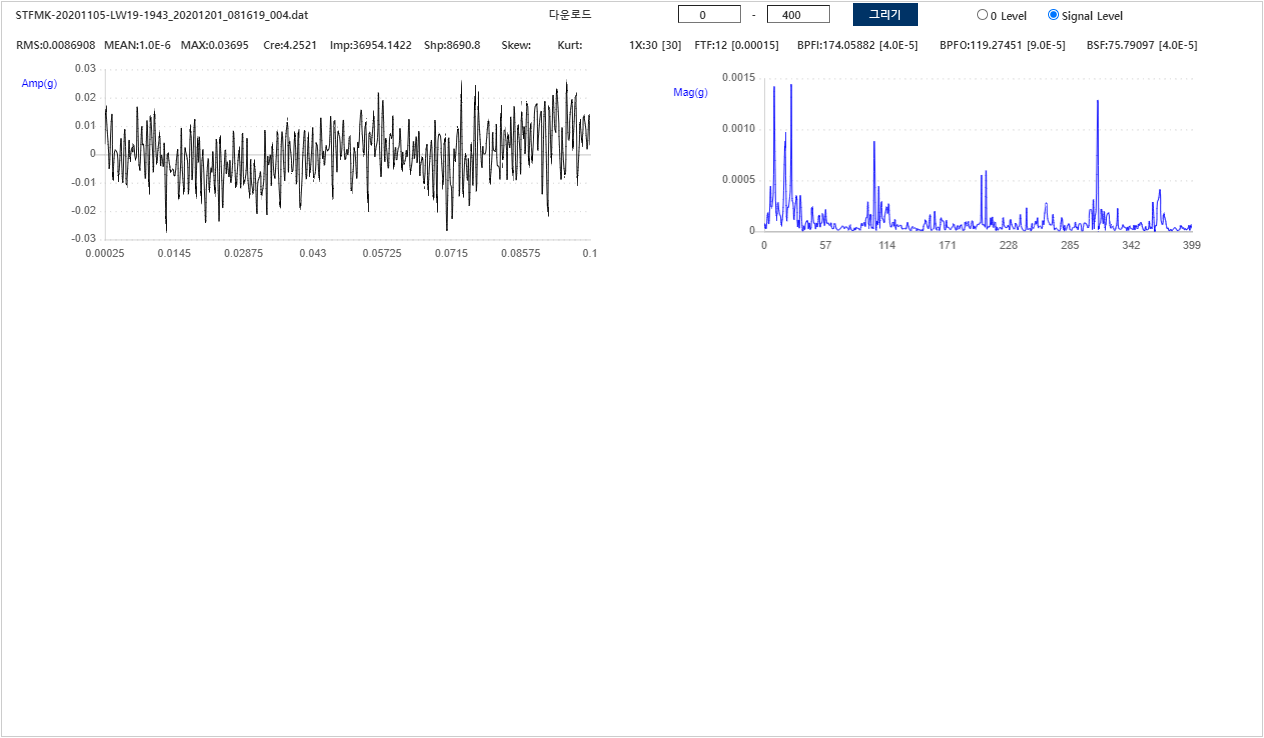 STFMK-20201105-LW19-1943_20201201_081619_004.dat 다운로드 0 - 400 그리기 0 Level Signal Level
RMS:0.0086908 MEAN:1.0E-6 MAX:0.03695 Cre:4.2521 Imp:36954.1422 Shp:8690.8 Skew: Kurt: 1X:30 [30] FTF:12 [0.00015] BPFI:174.05882 [4.0E-5] BPFO:119.27451 [9.0E-5] BSF:75.79097 [4.0E-5]
Amp(g)
0.03
0.02
0.01
0
-0.01
-0.02
-0.03
0.00025 0.0145 0.02875 0.043 0.05725 0.0715 0.08575 0.1
Mag(g)
0.0015
0.0010
0.0005
0
0 57 114 171 228 285 342 399